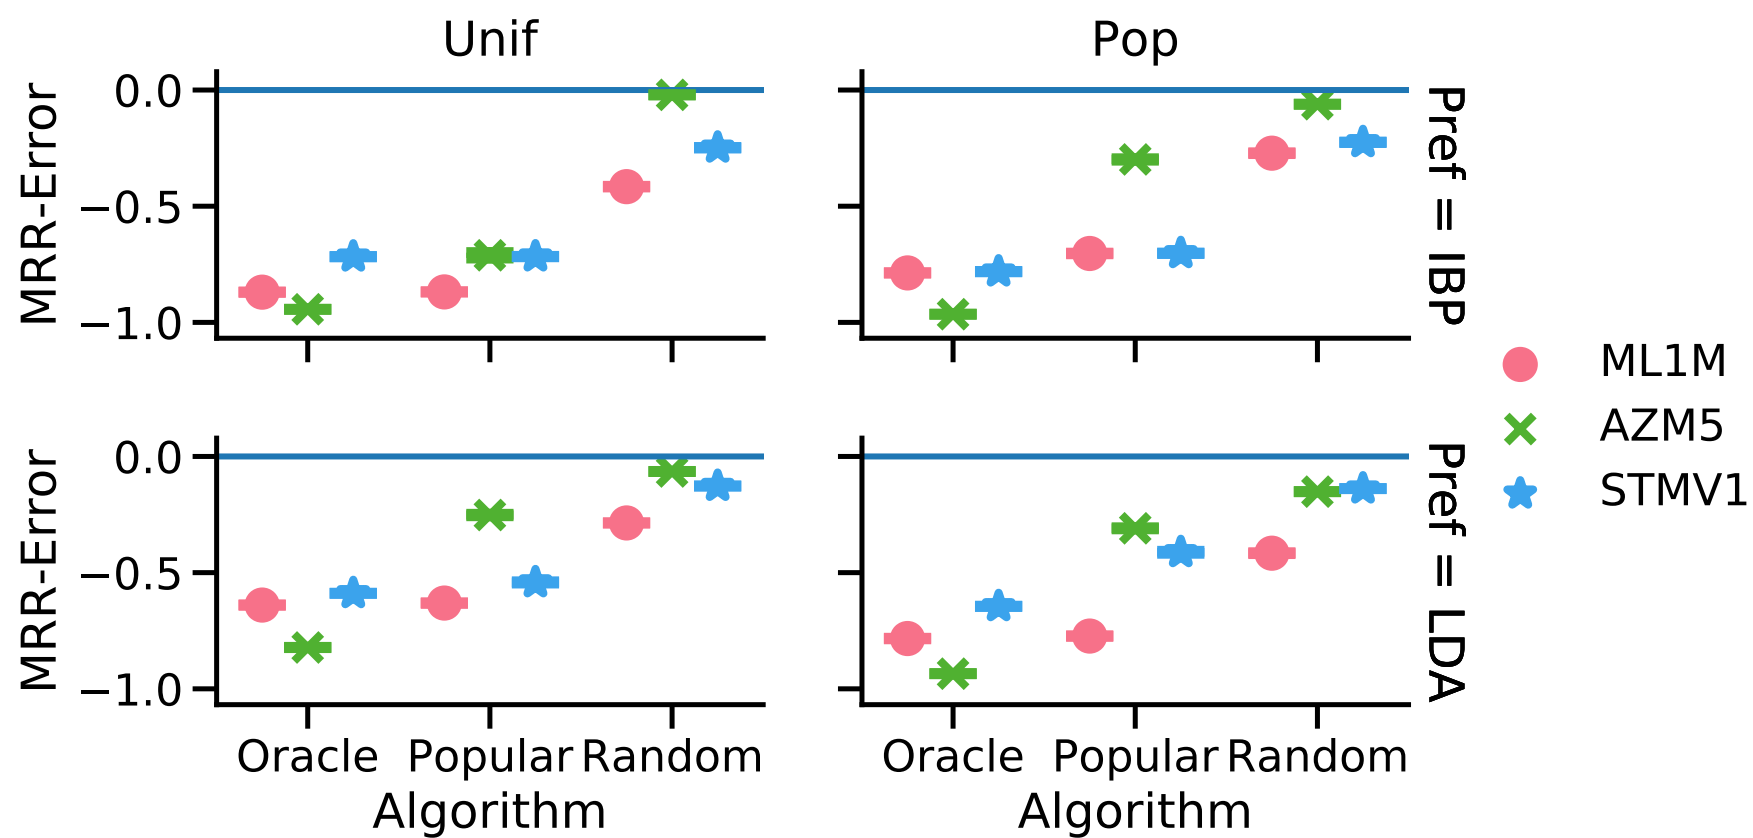 Unif
Pop
MRR-Error
0.0
−0.5
−1.0
Pref = IBP
MRR-Error
0.0
−0.5
−1.0
Pref = LDA
Oracle Popular Random
Oracle Popular Random
Algorithm
Algorithm
ML1M
AZM5
STMV1